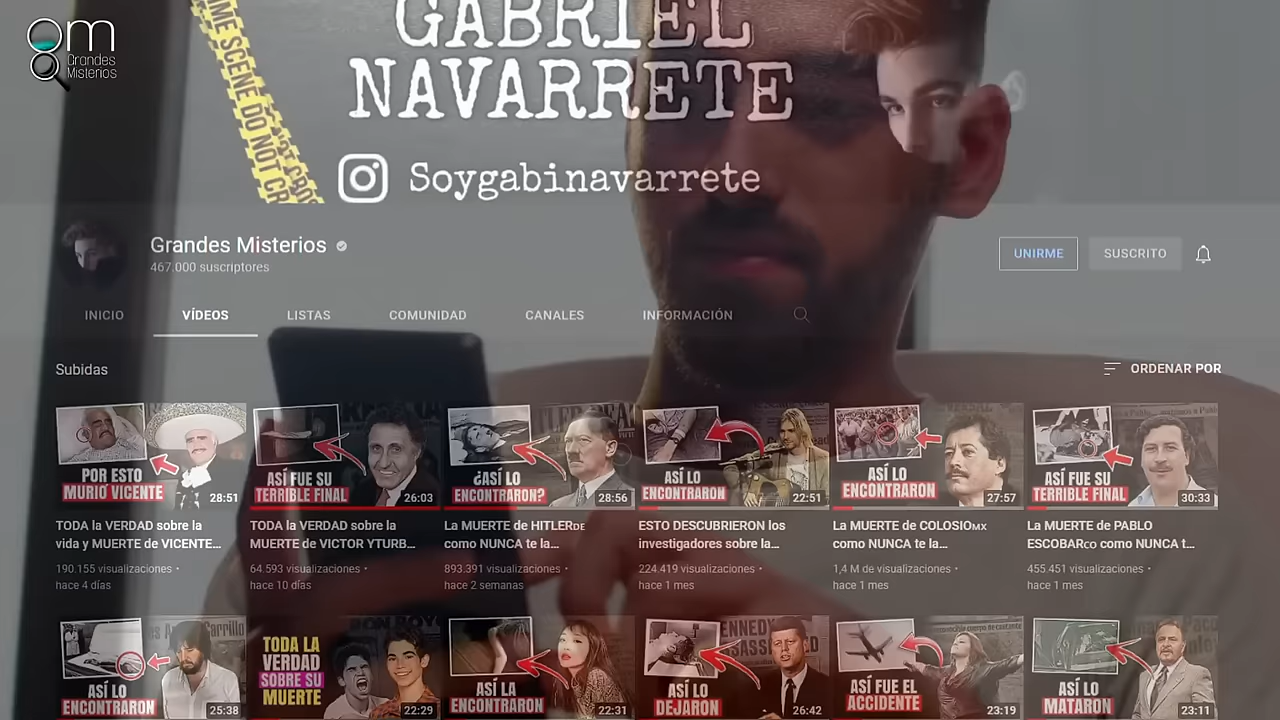 gm
Grandes
Misterios
GABRIEL
NAVARRETE
Soygabinavarrete
Grandes Misterios
467.000 suscriptores
UNIRME
SUSCRITO
INICIO
VÍDEOS
LISTAS
COMUNIDAD
CANALES
INFORMACIÓN
Subidas
ORDENAR POR
POR ESTO
MURIO VICENTE
28:51
ASÍ FUE SU
TERRIBLE FINAL
26:03
¿ASÍ LO
ENCONTRARON?
28:56
ASÍ LO
ENCONTRARON
22:51
ASÍ LO
ENCONTRARON
27:57
ASÍ FUE SU
TERRIBLE FINAL
30:33
TODA la VERDAD sobre la
vida y MUERTE de VICENTE...
190.155 visualizaciones •
hace 4 días
TODA la VERDAD sobre la
MUERTE de VICTOR YTURB...
64.593 visualizaciones •
hace 10 días
La MUERTE de HITLERDE
como NUNCA te la...
893.391 visualizaciones •
hace 2 semanas
ESTO DESCUBRIERON los
investigadores sobre la...
224.419 visualizaciones •
hace 1 mes
La MUERTE de COLOSIOMX
como NUNCA te la...
1,4 M de visualizaciones •
hace 1 mes
La MUERTE de PABLO
ESCOBARCO como NUNCA t...
455.451 visualizaciones •
hace 1 mes
ASÍ LO
ENCONTRARON
25:38
TODA LA
VERDAD
SOBRE SU
MUERTE
22:29
ASÍ LA
ENCONTRARON
22:31
ASÍ LO
DEJARON
26:42
ASÍ FUE EL
ACCIDENTE
23:19
ASÍ LO
MATARON
23:11